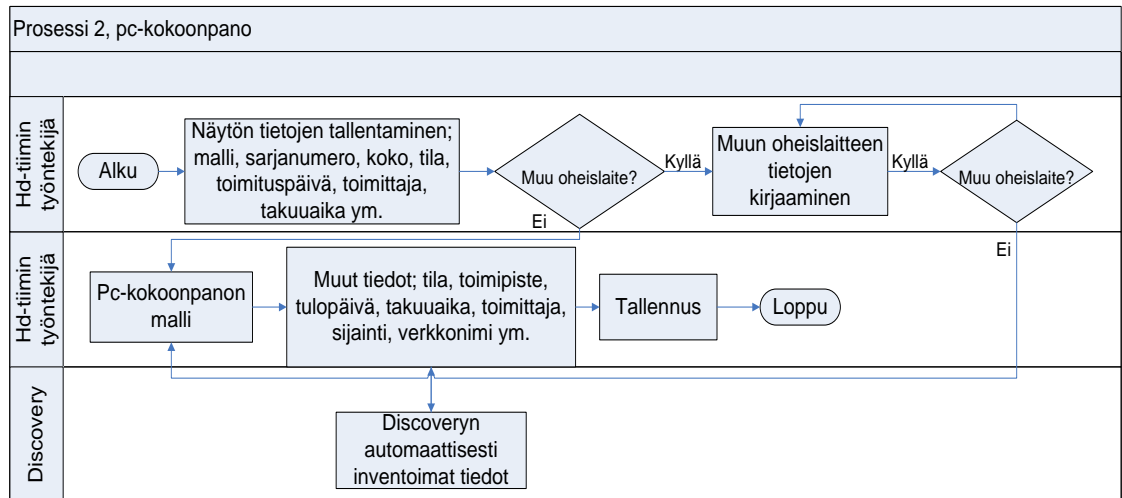 Prosessi 2, pc-kokoonpano
Hd-tiimin
työntekijä
Alku
Näytön tietojen tallentaminen;
malli, sarjanumero, koko, tila,
toimituspäivä, toimittaja,
takuuaika ym.
Muu oheislaite?
Kyllä
Ei
Muun oheislaitteen
tietojen
kirjaaminen
Kyllä
Muu oheislaite?
Ei
Hd-tiimin
työntekijä
Pc-kokoonpanon
malli
Muut tiedot; tila, toimipiste,
tulopäivä, takuuaika, toimittaja,
sijainti, verkkonimi ym.
Tallennus
Loppu
Discovery
Discoveryn
automaattisesti
inventoimat tiedot